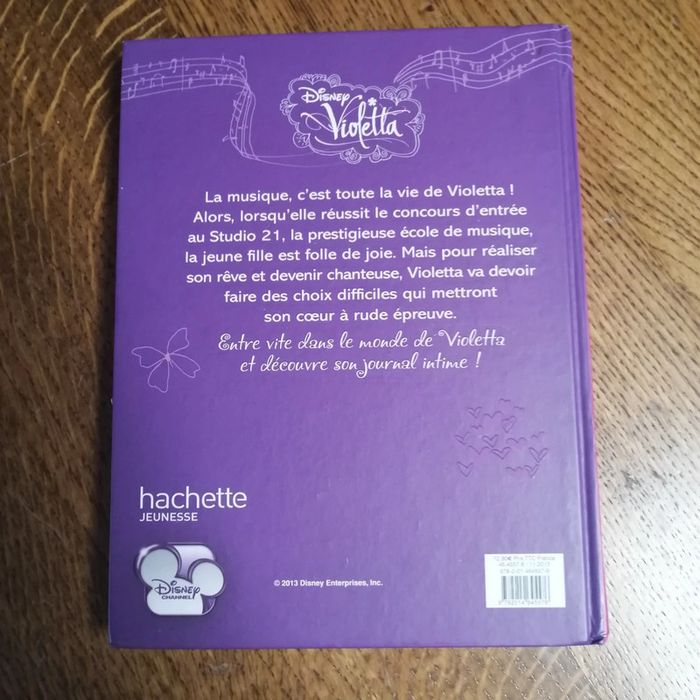 Disney
Violetta
La musique, c'est toute la vie de Violetta !
Alors, lorsqu'elle réussit le concours d'entrée
au Studio 21, la prestigieuse école de musique,
la jeune fille est folle de joie. Mais pour réaliser
son rêve et devenir chanteuse, Violetta va devoir
faire des choix difficiles qui mettront
son cœur à rude épreuve.
Entre vite dans le monde de Violetta
et découvre son journal intime !
hachette
JEUNESSE
Disney
CHANNEL
© 2013 Disney Enterprises, Inc.
Prix TTC France